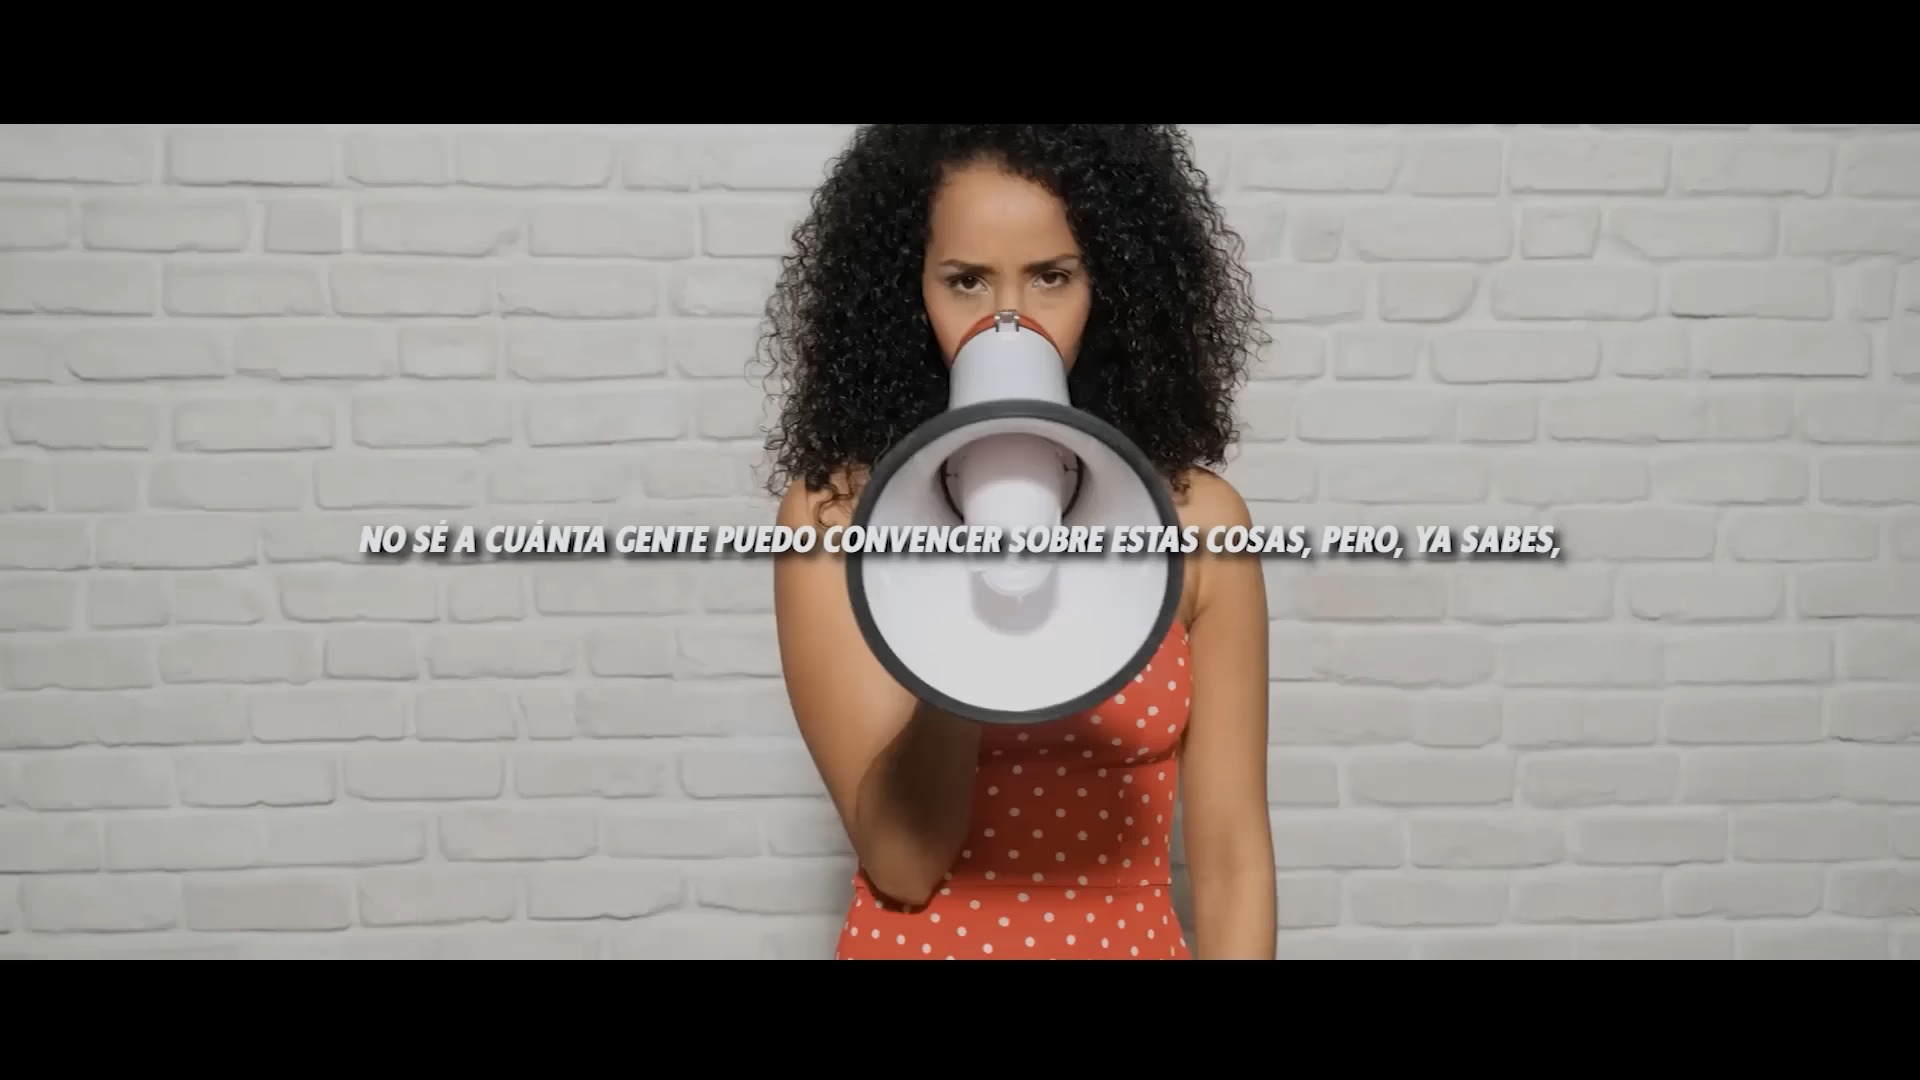 NO SÉ A CUÁNTA GENTE PUEDO CONVENCER SOBRE ESTAS COSAS, PERO, YA SABES,